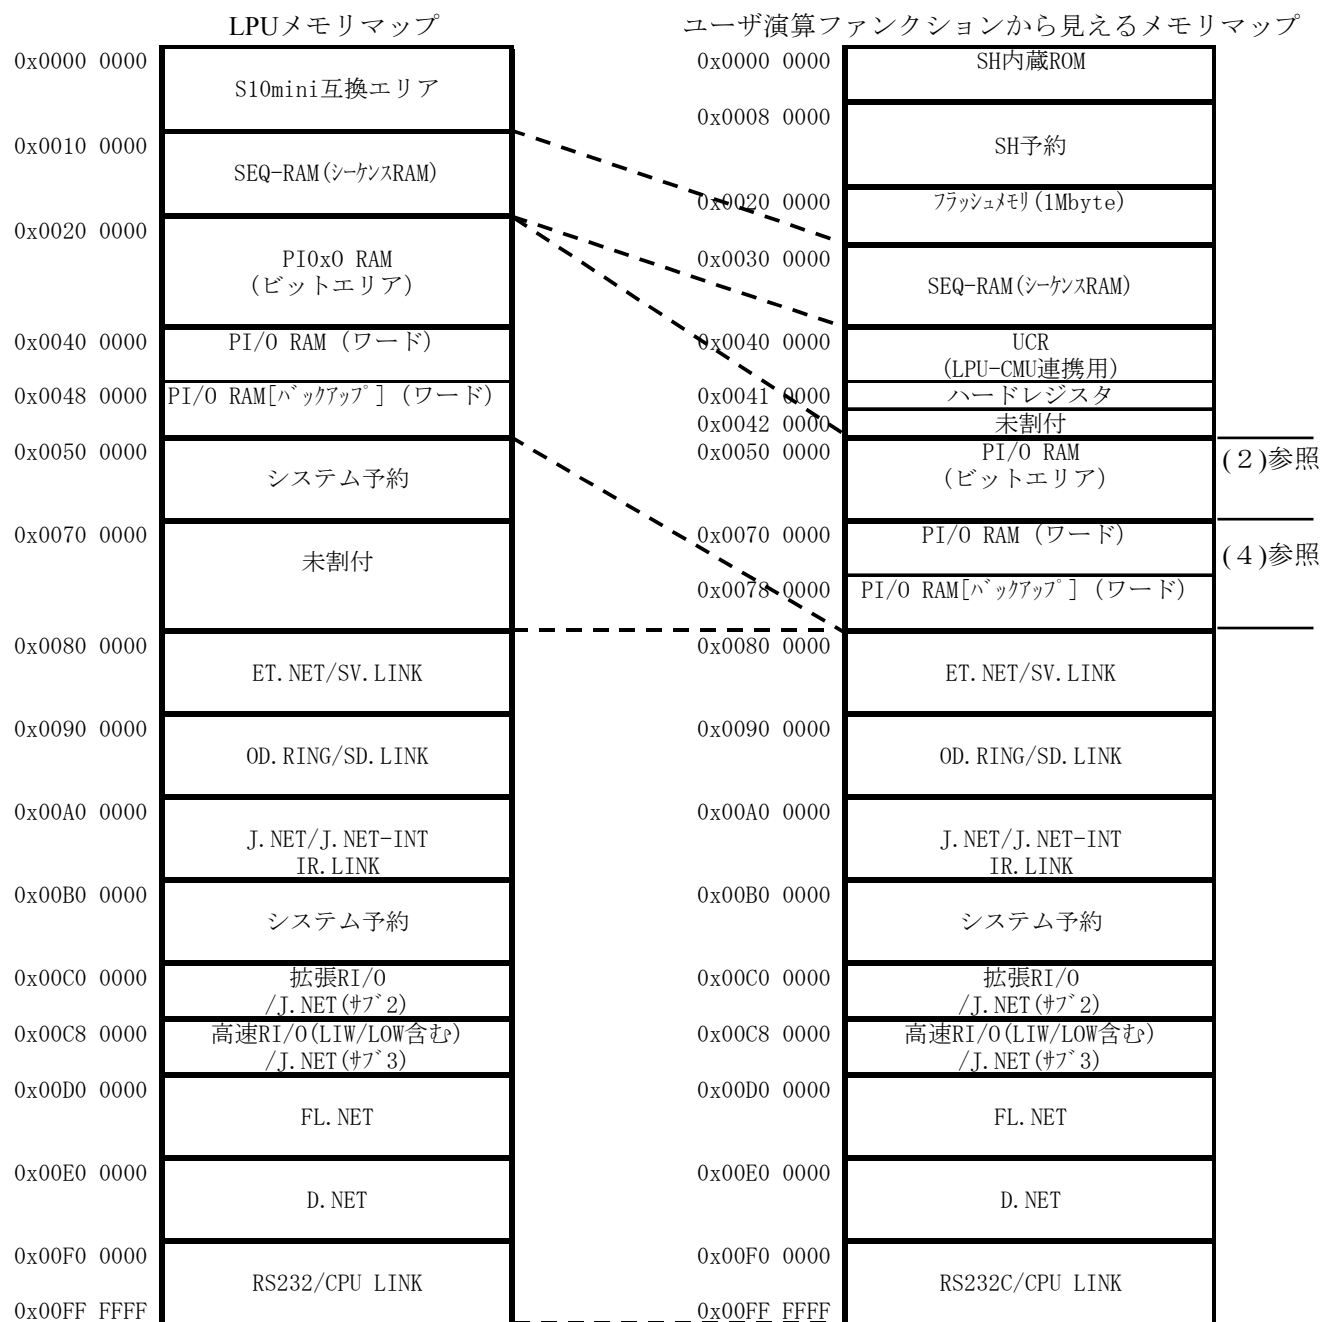 LPUメモリマップ
0x0000 0000
S10mini互換エリア
0x0010 0000
SEQ-RAM(ｼｰｹﾝｽRAM)
0x0020 0000
PI0xO RAM
(ビットエリア)
0x0040 0000
PI/O RAM (ワード)
0x0048 0000
PI/O RAM[ﾊﾞｯｸｱｯﾌﾟ] (ワード)
0x0050 0000
システム予約
0x0070 0000
未割付
0x0080 0000
ET.NET/SV.LINK
0x0090 0000
OD.RING/SD.LINK
0x00A0 0000
J.NET/J.NET-INT
IR.LINK
0x00B0 0000
システム予約
0x00C0 0000
拡張RI/O
/J.NET(ｻﾌﾞ2)
0x00C8 0000
高速RI/O(LIW/LOW含む)
/J.NET(ｻﾌﾞ3)
0x00D0 0000
FL.NET
0x00E0 0000
D.NET
0x00F0 0000
RS232/CPU LINK
0x00FF FFFF
ユーザ演算ファンクションから見えるメモリマップ
0x0000 0000
SH内蔵ROM
0x0008 0000
SH予約
0x0020 0000
ﾌﾗｯｼｭﾒﾓﾘ(1Mbyte)
0x0030 0000
SEQ-RAM(ｼｰｹﾝｽRAM)
0x0040 0000
UCR
(LPU-CMU連携用)
0x0041 0000
ハードレジスタ
0x0042 0000
未割付
0x0050 0000
PI/O RAM
(ビットエリア)
(２)参照
0x0070 0000
PI/O RAM (ワード)
(４)参照
0x0078 0000
PI/O RAM[ﾊﾞｯｸｱｯﾌﾟ] (ワード)
0x0080 0000
ET.NET/SV.LINK
0x0090 0000
OD.RING/SD.LINK
0x00A0 0000
J.NET/J.NET-INT
IR.LINK
0x00B0 0000
システム予約
0x00C0 0000
拡張RI/O
/J.NET(ｻﾌﾞ2)
0x00C8 0000
高速RI/O(LIW/LOW含む)
/J.NET(ｻﾌﾞ3)
0x00D0 0000
FL.NET
0x00E0 0000
D.NET
0x00F0 0000
RS232C/CPU LINK
0x00FF FFFF